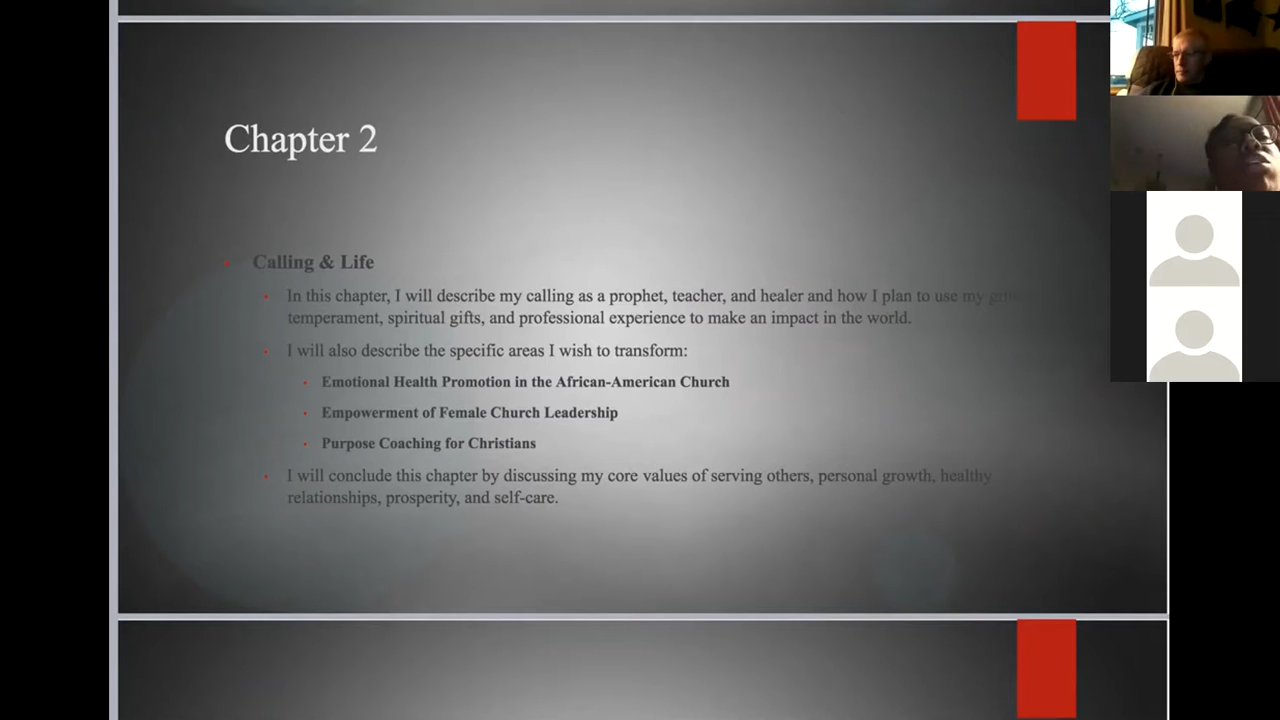 Chapter 2
Calling & Life
In this chapter, I will describe my calling as a prophet, teacher, and healer and how I plan to use my
temperament, spiritual gifts, and professional experience to make an impact in the world.
I will also describe the specific areas I wish to transform:
Emotional Health Promotion in the African-American Church
Empowerment of Female Church Leadership
Purpose Coaching for Christians
I will conclude this chapter by discussing my core values of serving others, personal growth, healthy
relationships, prosperity, and self-care.